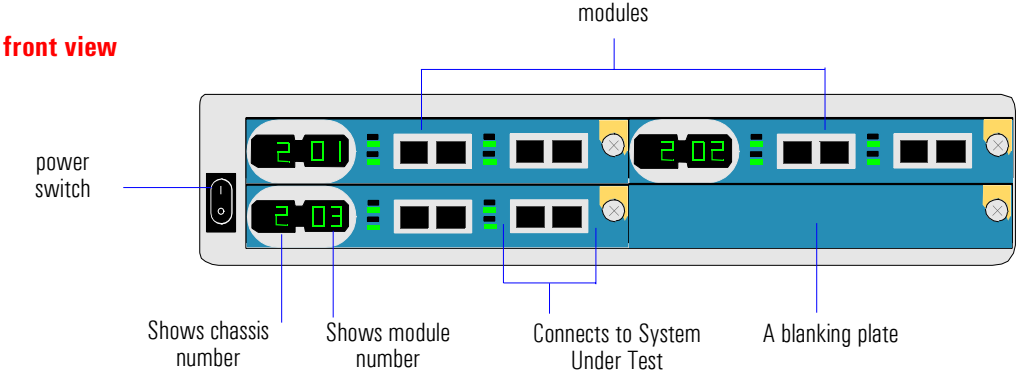 modules
front view
2 01
2 02
power
switch
2 03
Shows chassis
number
Shows module
number
Connects to System
Under Test
A blanking plate